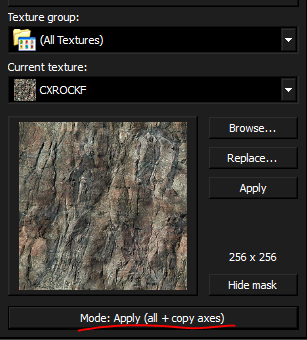 Texture group:
(All Textures)
Current texture:
CXROCKF
Browse...
Replace...
Apply
256 x 256
Hide mask
Mode: Apply (all + copy axes)